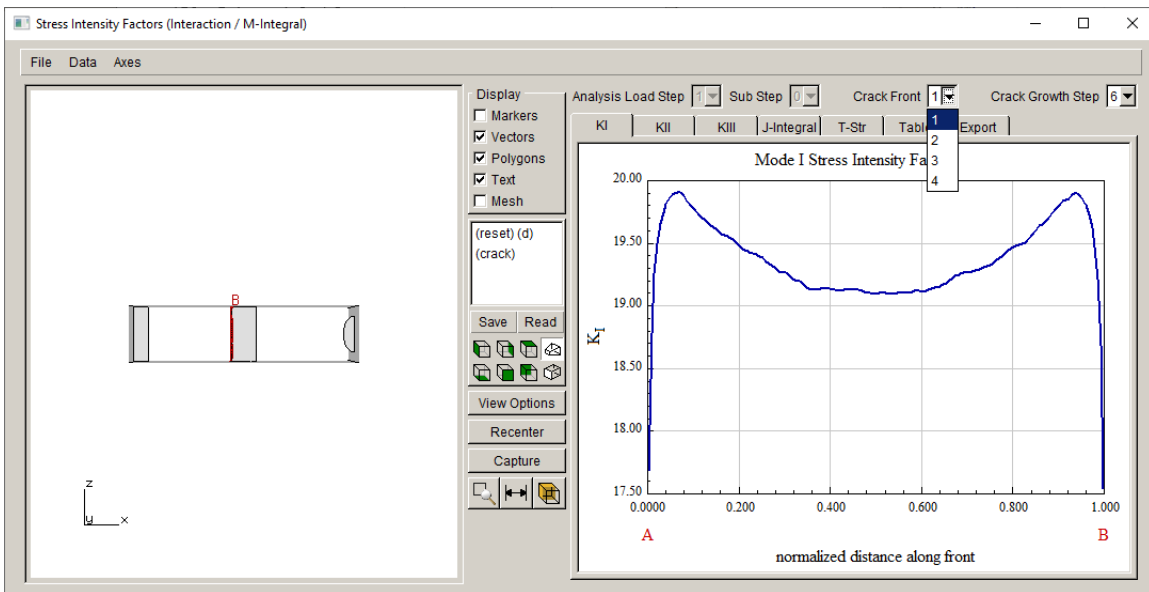 Stress Intensity Factors (Interaction / M-Integral)
File Data Axes
Display
Markers
Vectors
Polygons
Text
Mesh
(reset) (d)
(crack)
Save Read
View Options
Recenter
Capture
B
z
y x
Analysis Load Step 1 Sub Step 0 Crack Front 1 Crack Growth Step 6
KI KII KIII J-Integral T-Str Tabl Export
1
2
3
4
Mode I Stress Intensity Fa
20.00
19.50
19.00
18.50
18.00
17.50
KI
0.0000 0.200 0.400 0.600 0.800 1.000
A B
normalized distance along front